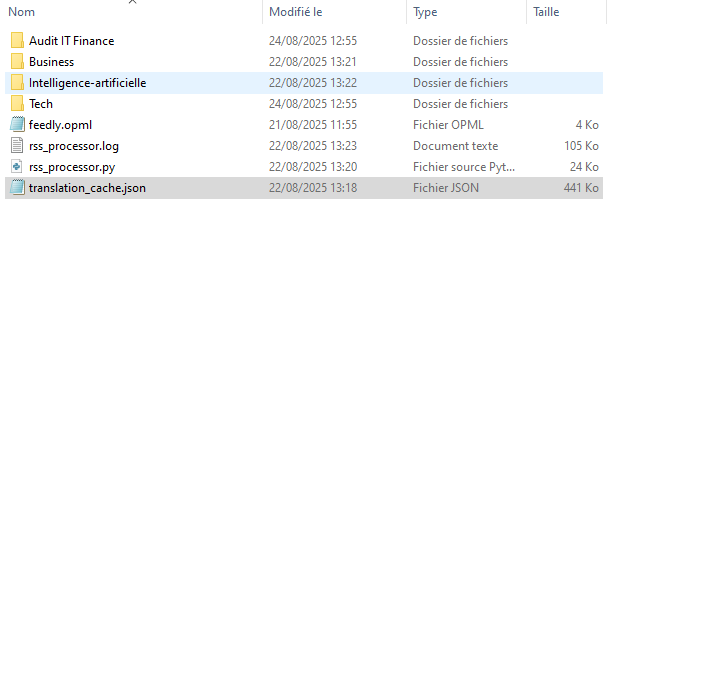 Nom Modifié le Type Taille
Audit IT Finance 24/08/2025 12:55 Dossier de fichiers
Business 22/08/2025 13:21 Dossier de fichiers
Intelligence-artificielle 22/08/2025 13:22 Dossier de fichiers
Tech 24/08/2025 12:55 Dossier de fichiers
feedly.opml 21/08/2025 11:55 Fichier OPML 4 Ko
rss_processor.log 22/08/2025 13:23 Document texte 105 Ko
rss_processor.py 22/08/2025 13:20 Fichier source Pyt... 24 Ko
translation_cache.json 22/08/2025 13:18 Fichier JSON 441 Ko